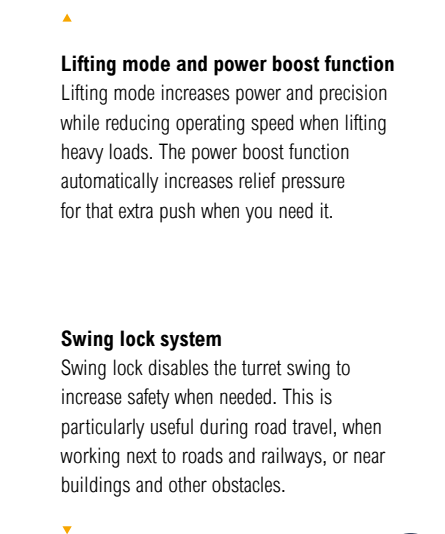 Lifting mode and power boost function
Lifting mode increases power and precision
while reducing operating speed when lifting
heavy loads. The power boost function
automatically increases relief pressure
for that extra push when you need it.
Swing lock system
Swing lock disables the turret swing to
increase safety when needed. This is
particularly useful during road travel, when
working next to roads and railways, or near
buildings and other obstacles.